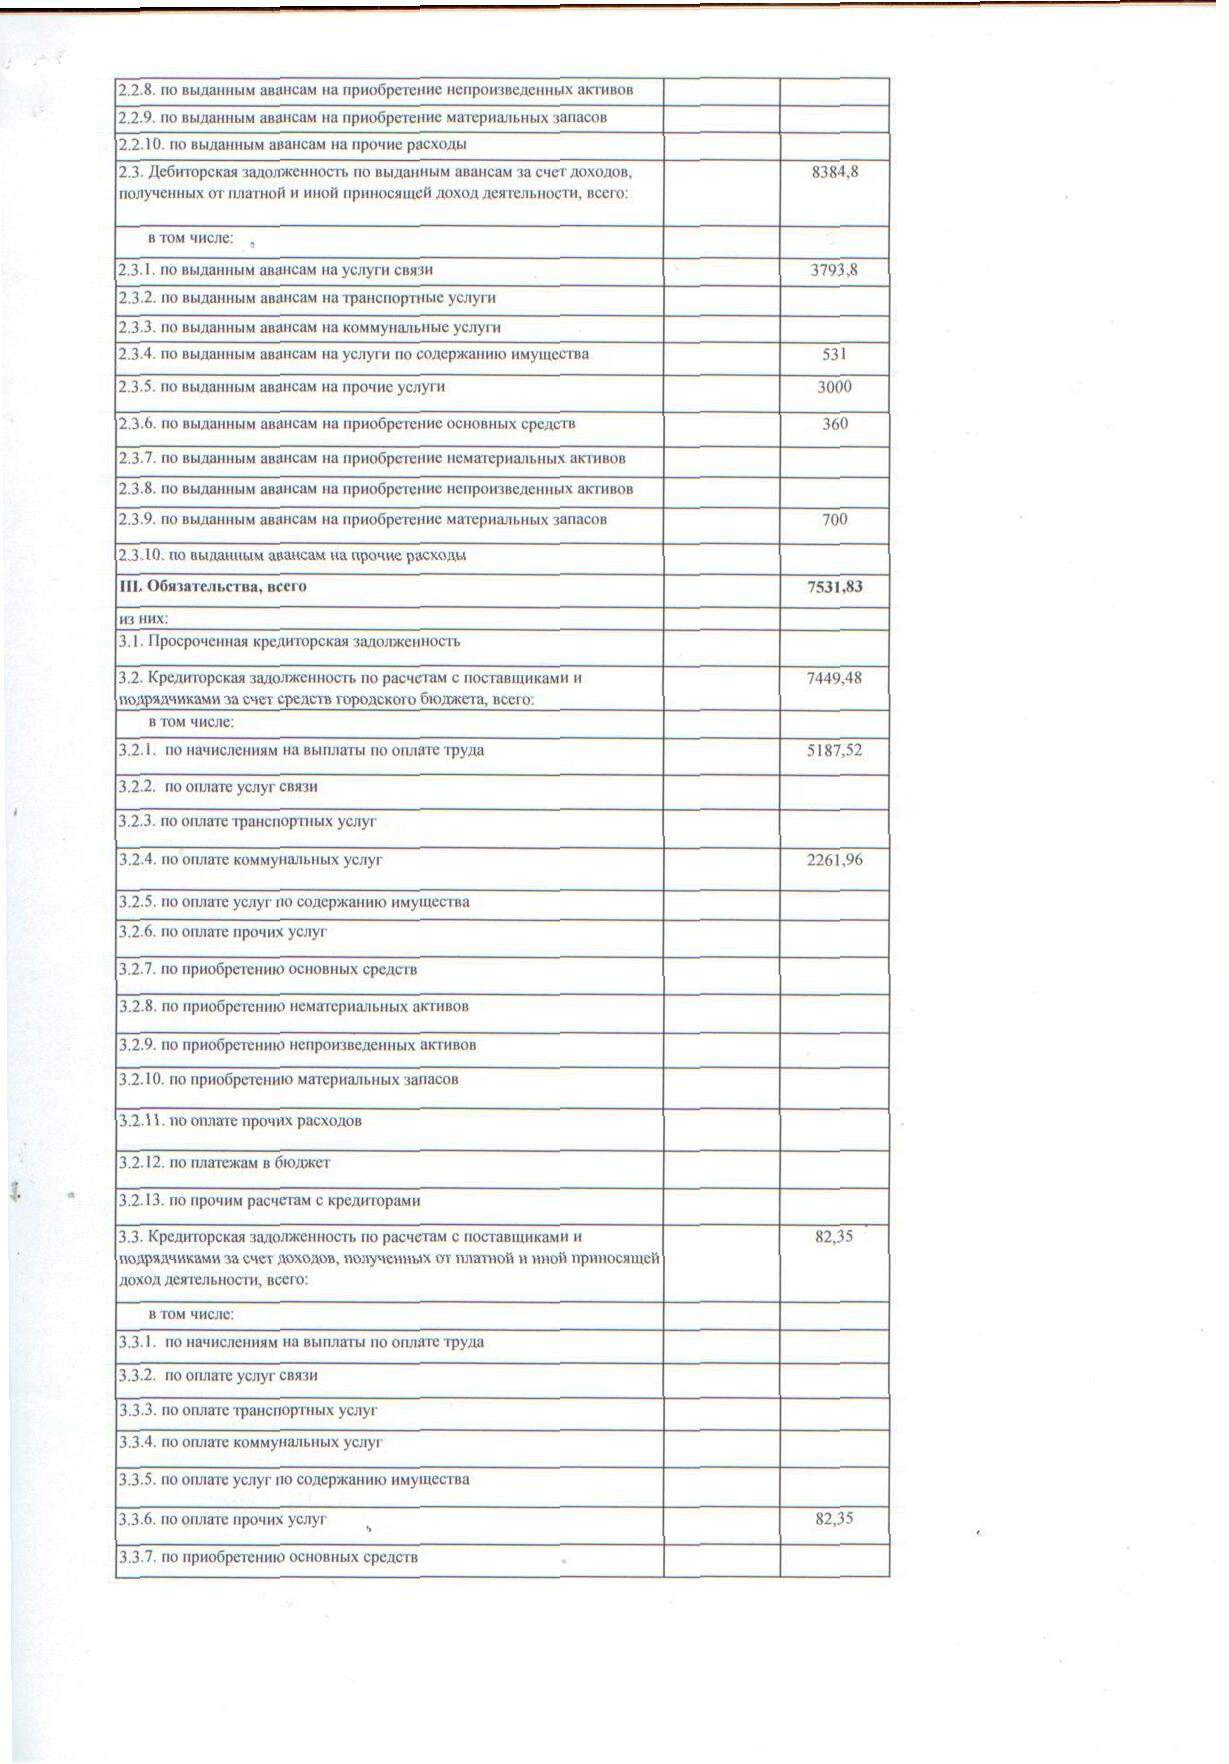 2.2.8. по выданным авансам на приобретение непроизведенных активов
2.2.9. по выданным авансам на приобретение материальных запасов
2.2.10. по выданным авансам на прочие расходы
2.3. Дебиторская задолженность по выданным авансам за счет доходов, 8384,8
полученных от платной и иной приносящей доход деятельности, всего:
в том числе:
2.3.1. по выданным авансам на услуги связи 3793,8
2.3.2. по выданным авансам на транспортные услуги
2.3.3. по выданным авансам на коммунальные услуги
2.3.4. по выданным авансам на услуги по содержанию имущества 531
2.3.5. по выданным авансам на прочие услуги 3000
2.3.6. по выданным авансам на приобретение основных средств 360
2.3.7. по выданным авансам на приобретение нематериальных активов
2.3.8. по выданным авансам на приобретение непроизведенных активов
2.3.9. по выданным авансам на приобретение материальных запасов 700
2.3.10. по выданным авансам на прочие расходы
III. Обязательства, всего 7531,83
из них:
3.1. Просроченная кредиторская задолженность
3.2. Кредиторская задолженность по расчетам с поставщиками и 7449,48
подрядчиками за счет средств городского бюджета, всего:
в том числе:
3.2.1. по начислениям на выплаты по оплате труда 5187,52
3.2.2. по оплате услуг связи
3.2.3. по оплате транспортных услуг
3.2.4. по оплате коммунальных услуг 2261,96
3.2.5. по оплате услуг по содержанию имущества
3.2.6. по оплате прочих услуг
3.2.7. по приобретению основных средств
3.2.8. по приобретению нематериальных активов
3.2.9. по приобретению непроизведенных активов
3.2.10. по приобретению материальных запасов
3.2.11. по оплате прочих расходов
3.2.12. по платежам в бюджет
3.2.13. по прочим расчетам с кредиторами
3.3. Кредиторская задолженность по расчетам с поставщиками и 82,35
подрядчиками за счет доходов, полученных от платной и иной приносящей
доход деятельности, всего:
в том числе:
3.3.1. по начислениям на выплаты по оплате труда
3.3.2. по оплате услуг связи
3.3.3. по оплате транспортных услуг
3.3.4. по оплате коммунальных услуг
3.3.5. по оплате услуг по содержанию имущества
3.3.6. по оплате прочих услуг 82,35
3.3.7. по приобретению основных средств